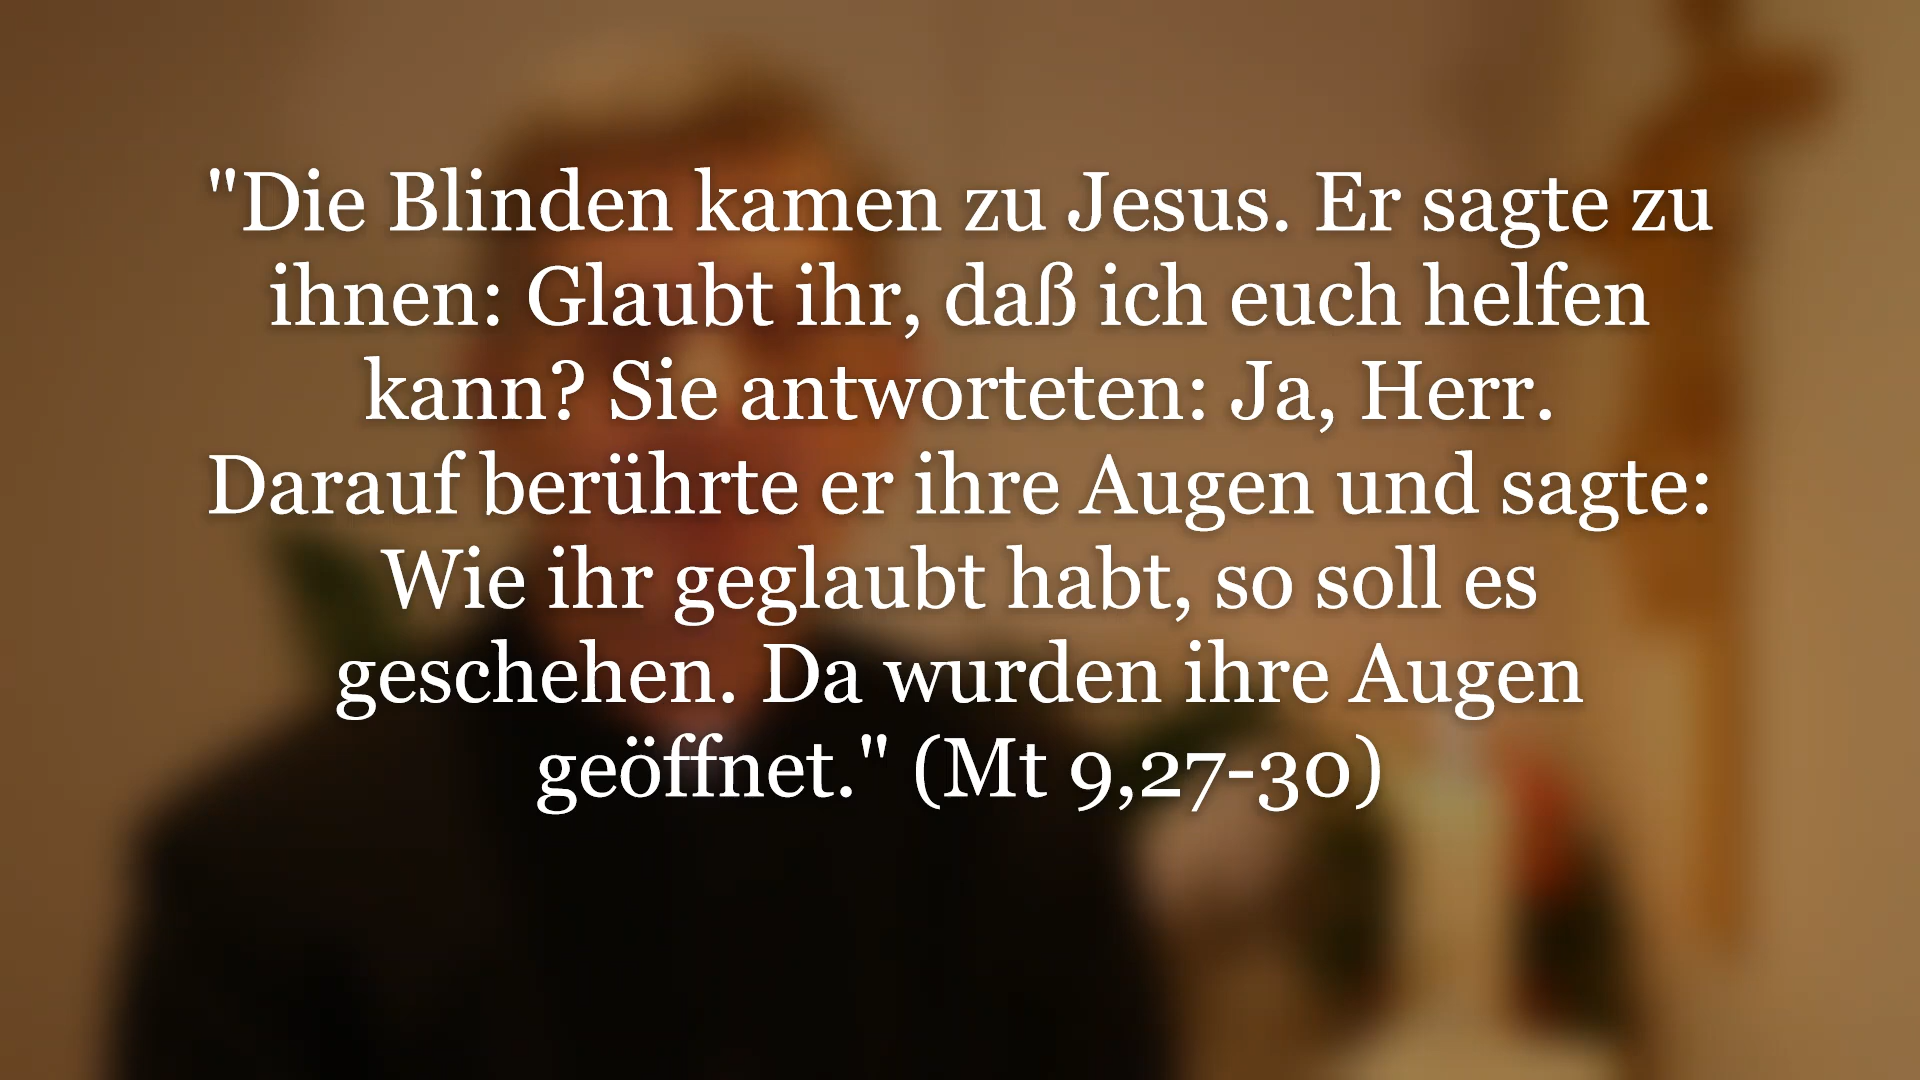 "Die Blinden kamen zu Jesus. Er sagte zu
ihnen: Glaubt ihr, daß ich euch helfen
kann? Sie antworteten: Ja, Herr.
Darauf berührte er ihre Augen und sagte:
Wie ihr geglaubt habt, so soll es
geschehen. Da wurden ihre Augen
geöffnet." (Mt 9,27-30)